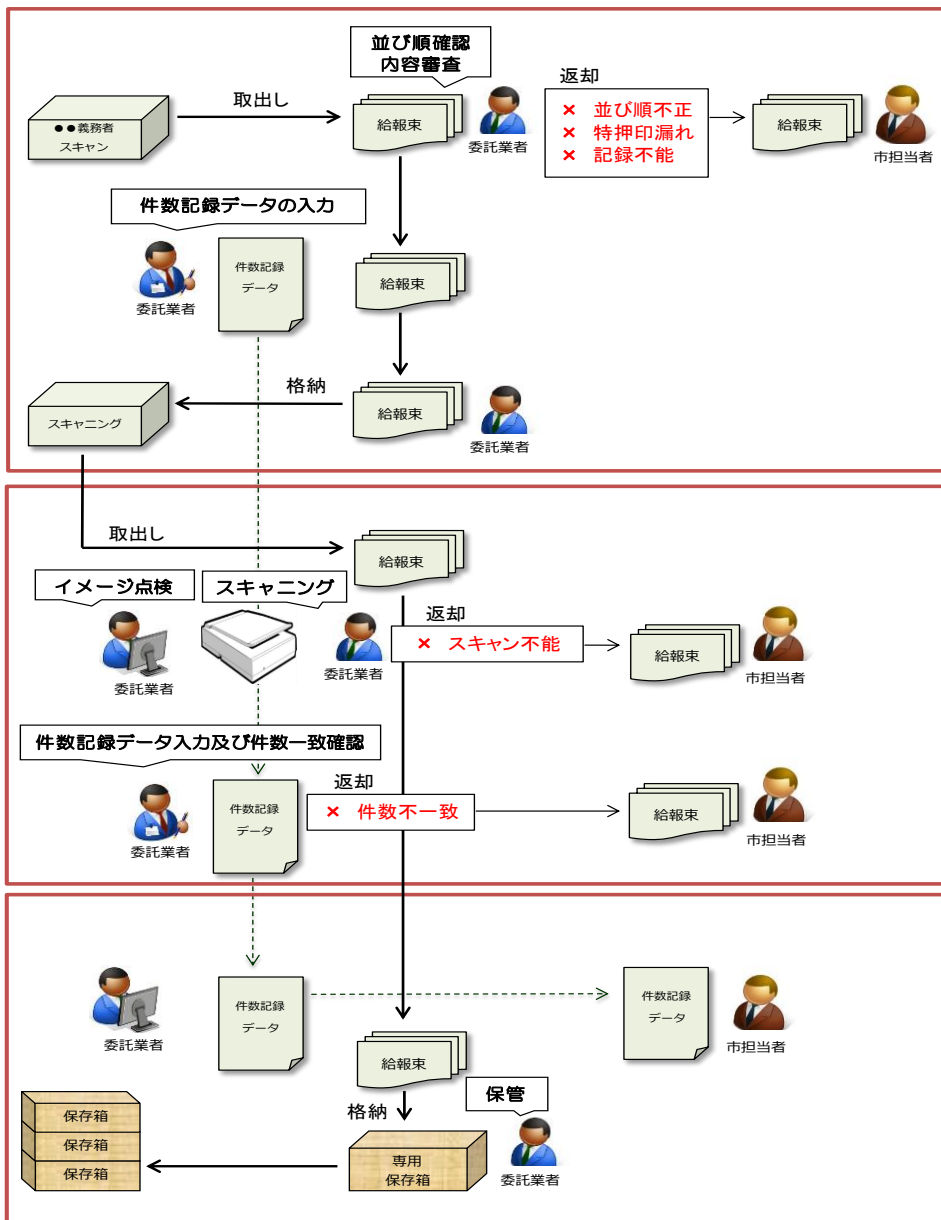 並び順確認
内容審査
取出し
●●義務者
スキャン
給報束
委託業者
返却
× 並び順不正
× 特押印漏れ
× 記録不能
給報束
市担当者
件数記録データの入力
委託業者
件数記録
データ
給報束
格納
スキャニング
給報束
委託業者
取出し
給報束
イメージ点検
スキャニング
委託業者
委託業者
返却
× スキャン不能
給報束
市担当者
件数記録データ入力及び件数一致確認
委託業者
件数記録
データ
返却
× 件数不一致
給報束
市担当者
委託業者
件数記録
データ
件数記録
データ
市担当者
給報束
格納
保管
委託業者
専用
保存箱
保存箱
保存箱
保存箱